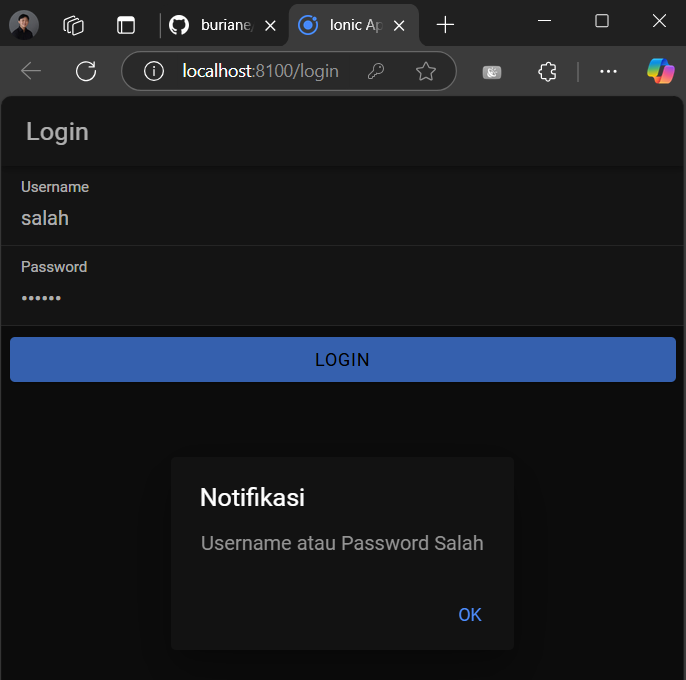 buriane
Ionic Ap
localhost:8100/login
Login
Username
salah
Password
••••••
LOGIN
Notifikasi
Username atau Password Salah
OK